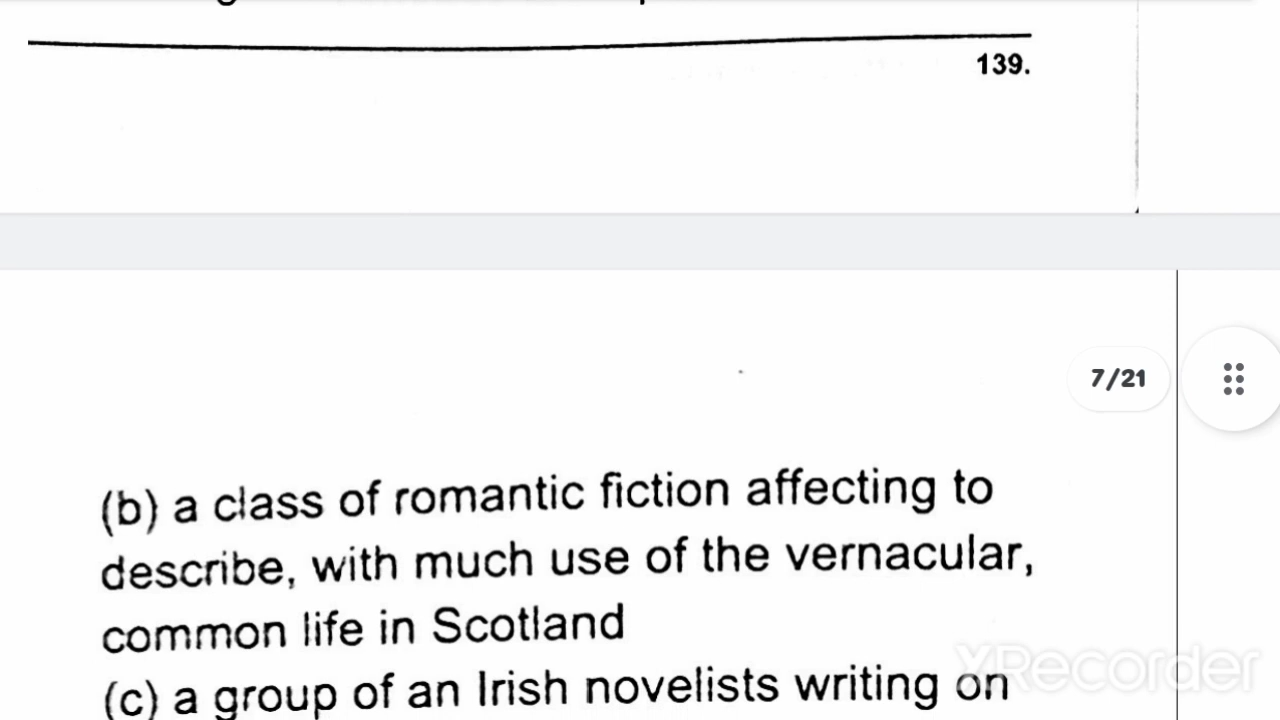 139.
7/21
(b) a class of romantic fiction affecting to
describe, with much use of the vernacular,
common life in Scotland
(c) a group of an Irish novelists writing on
XRecorder